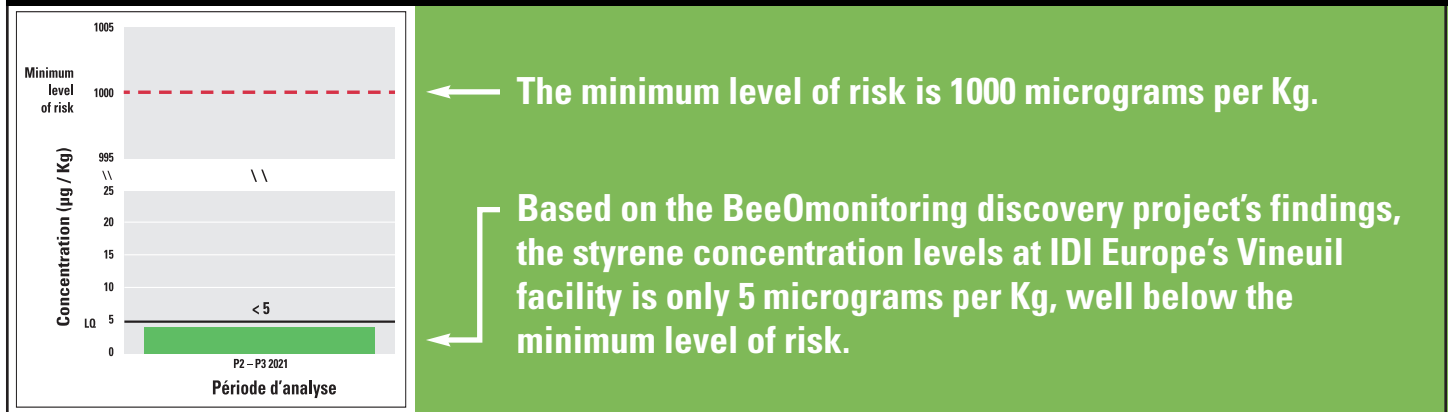 1005
Minimum
level
of risk
1000
995
\\
\\
25
20
15
10
< 5
LQ 5
0
Concentration (µg / Kg)
P2 – P3 2021
Période d'analyse
The minimum level of risk is 1000 micrograms per Kg.
Based on the BeeOmonitoring discovery project's findings,
the styrene concentration levels at IDI Europe's Vineuil
facility is only 5 micrograms per Kg, well below the
minimum level of risk.